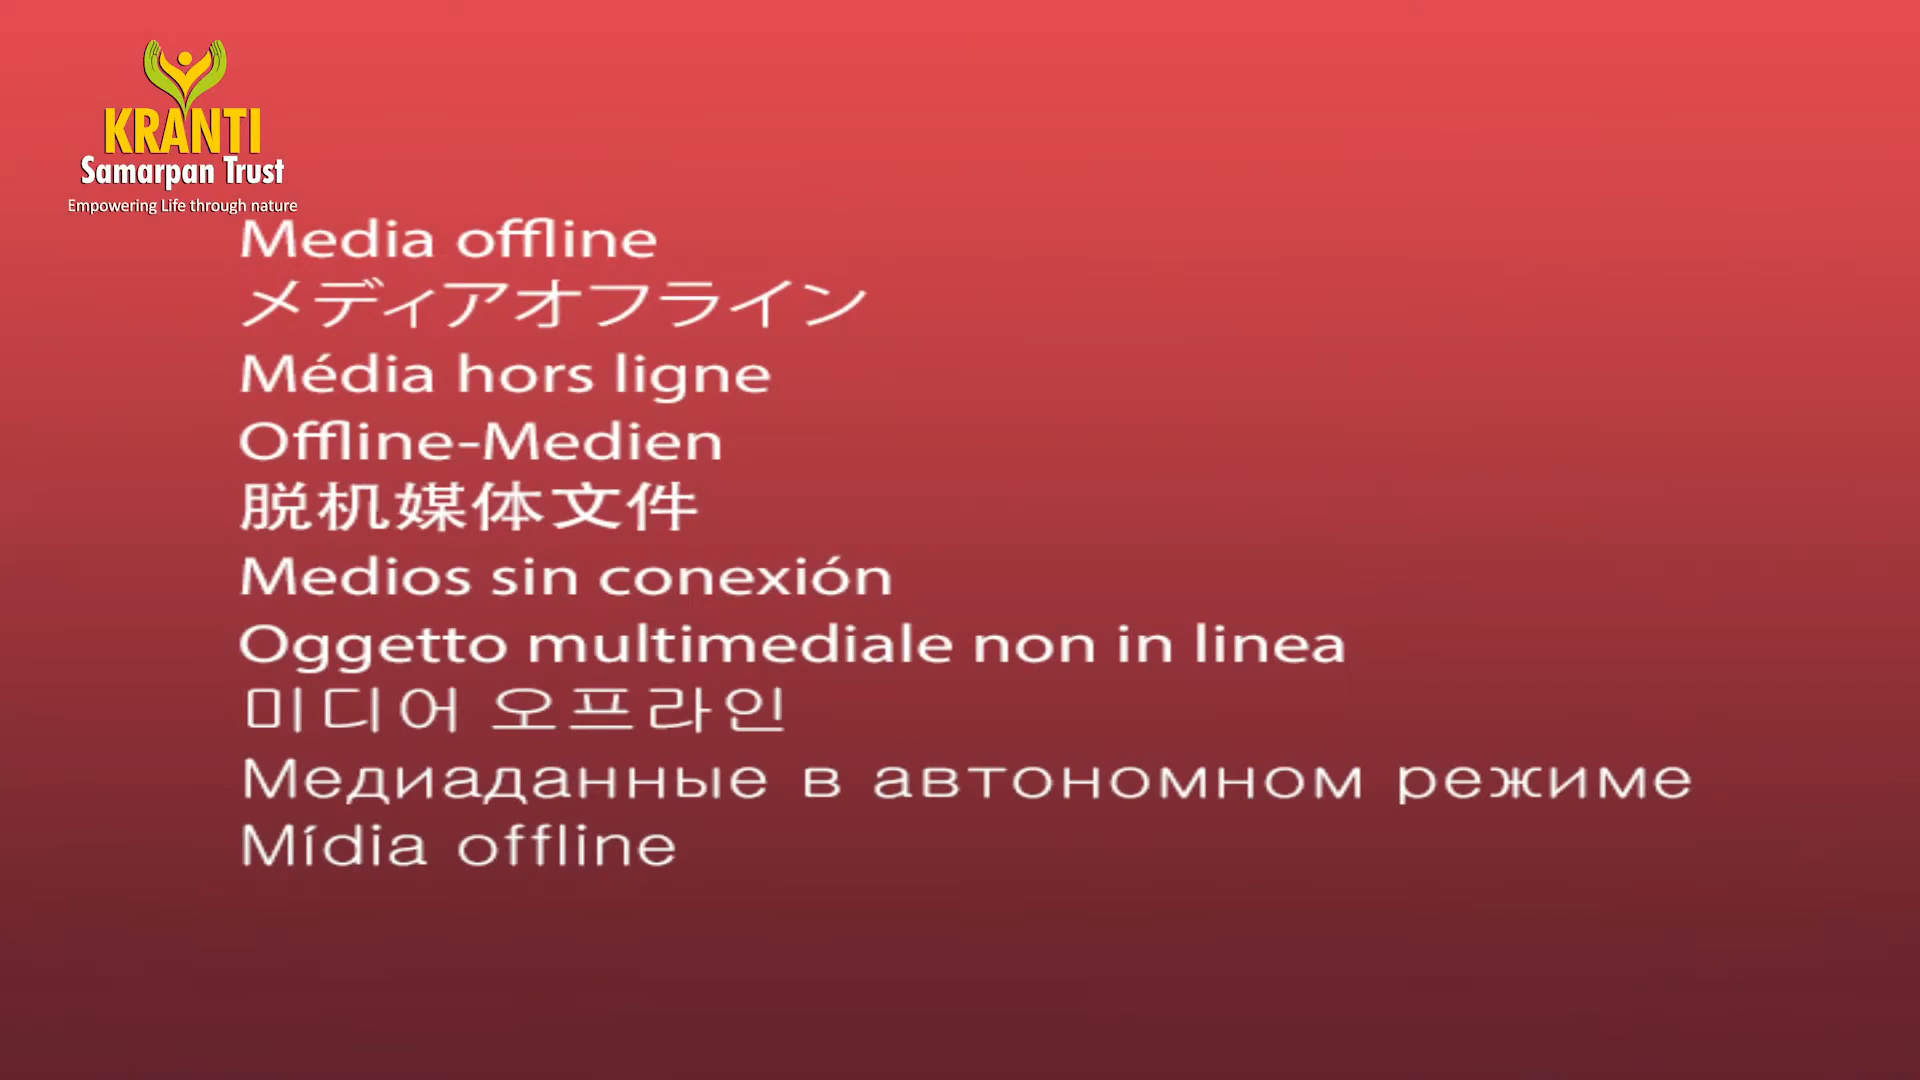 KRANTI
Samarpan Trust
Empowering Life through nature
Media offline
メディアオフライン
Média hors ligne
Offline-Medien
脱机媒体文件
Medios sin conexión
Oggetto multimediale non in linea
미디어 오프라인
Медиаданные в автономном режиме
Mídia offline